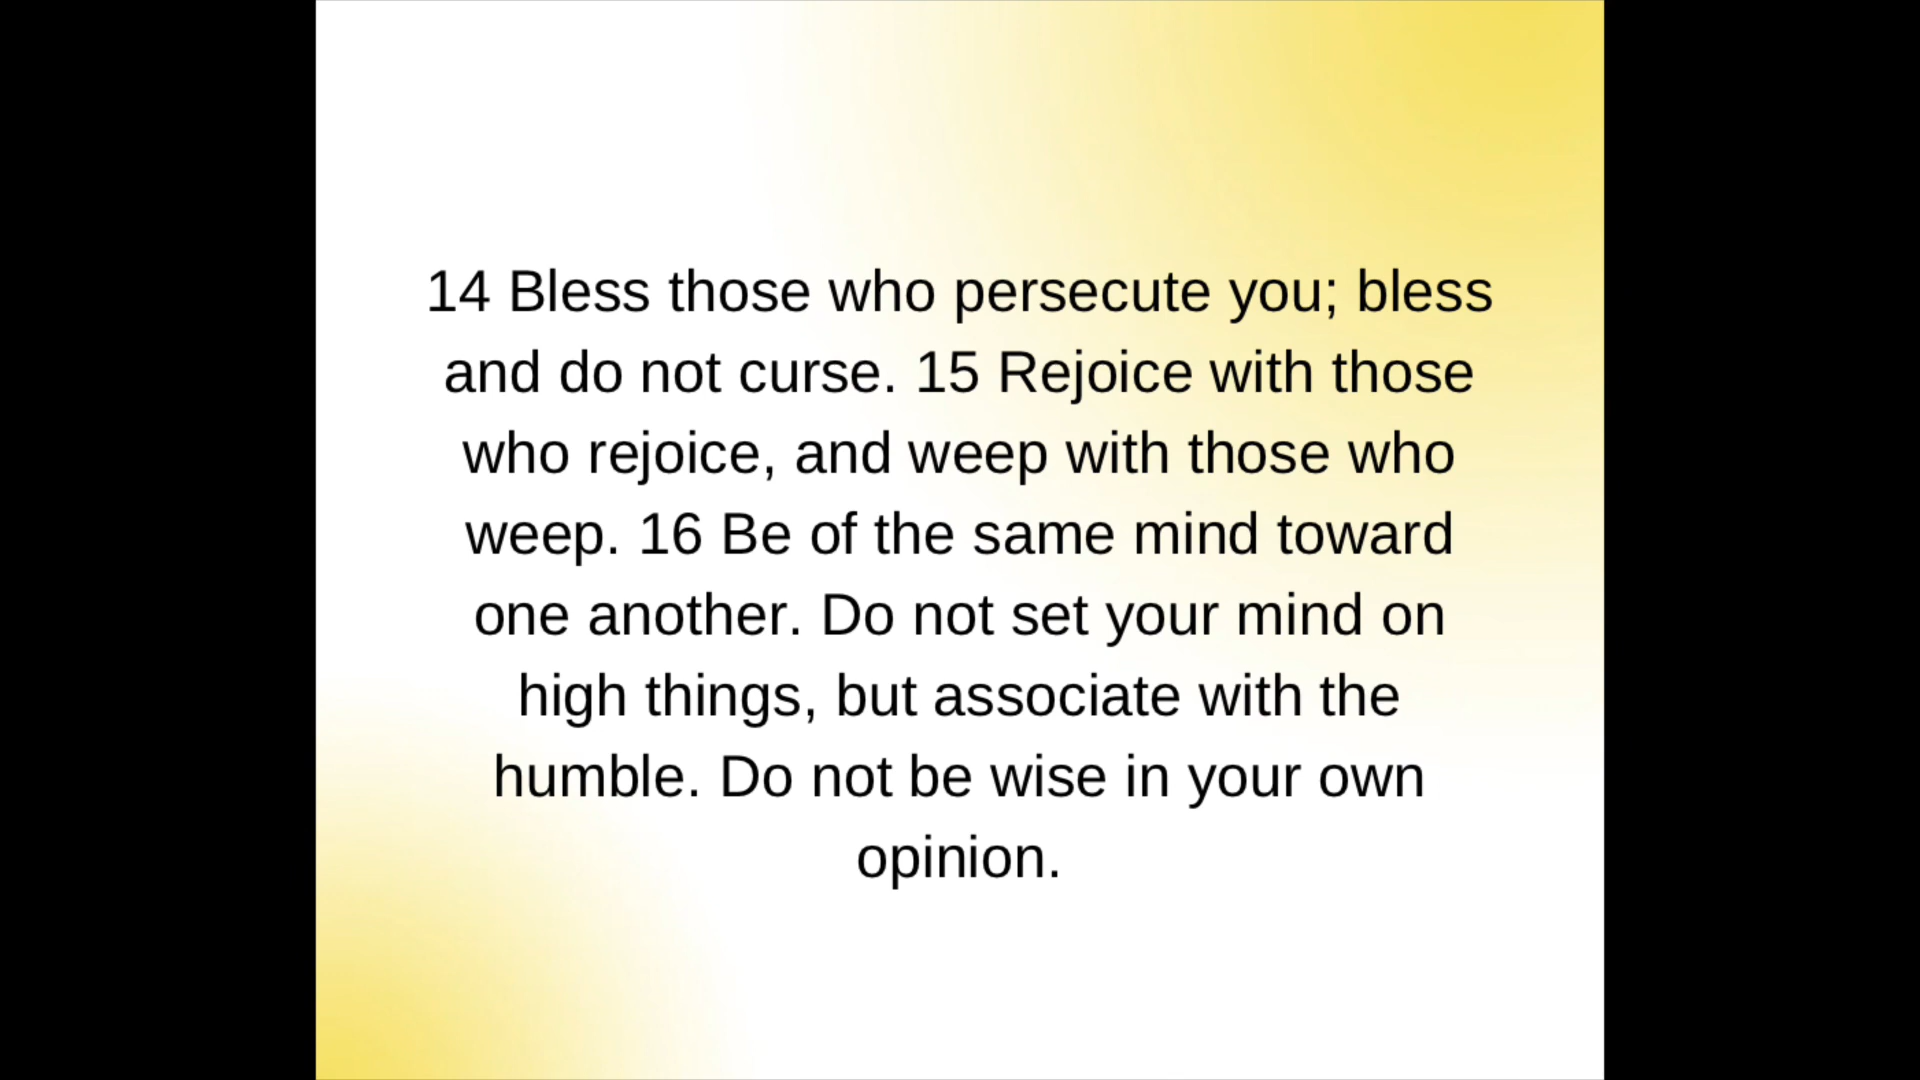 14 Bless those who persecute you; bless
and do not curse. 15 Rejoice with those
who rejoice, and weep with those who
weep. 16 Be of the same mind toward
one another. Do not set your mind on
high things, but associate with the
humble. Do not be wise in your own
opinion.